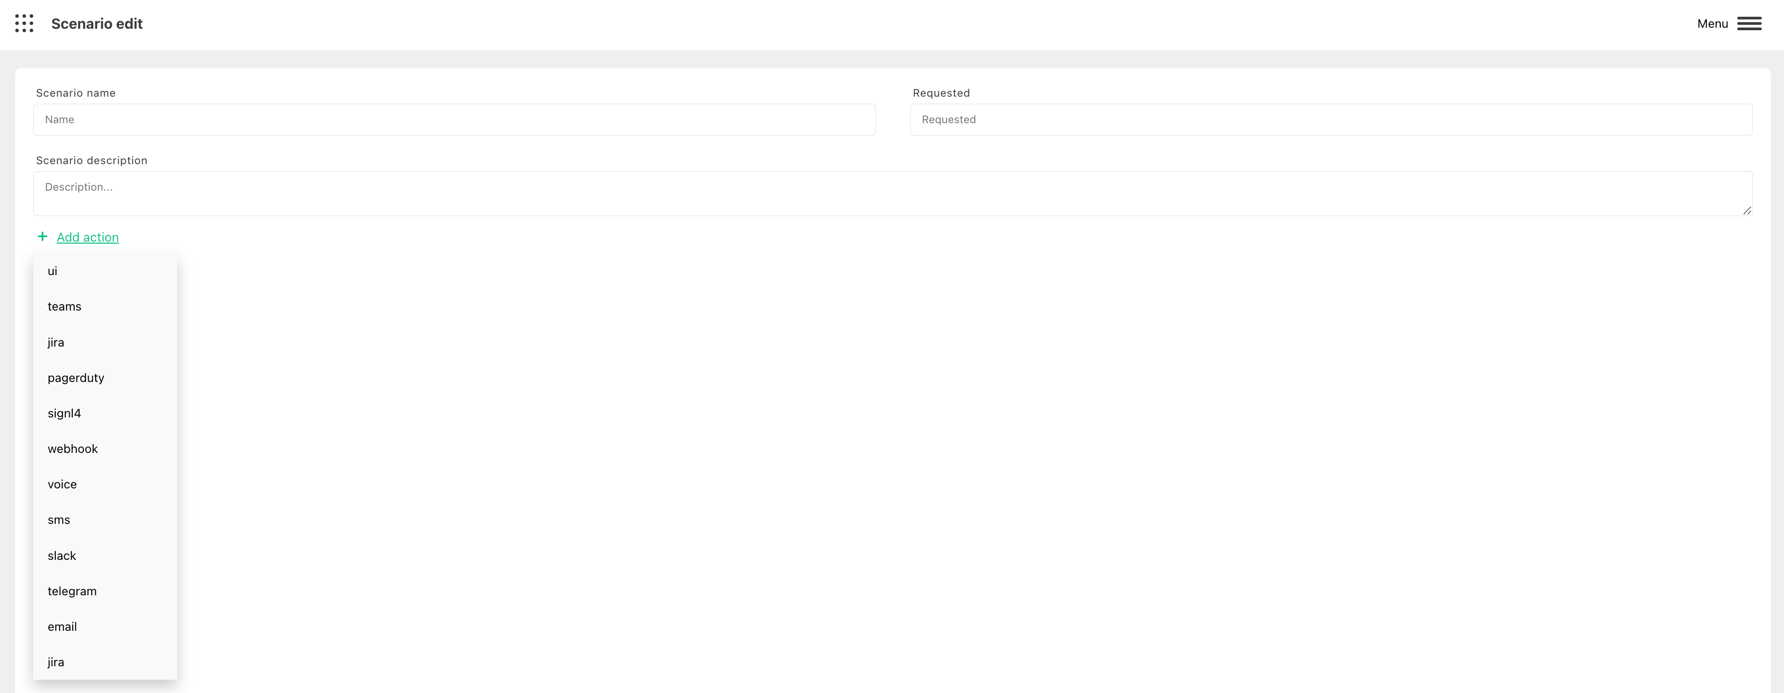 Scenario edit
Menu
Scenario name
Requested
Name
Requested
Scenario description
Description...
+ Add action
ui
teams
jira
pagerduty
signl4
webhook
voice
sms
slack
telegram
email
jira